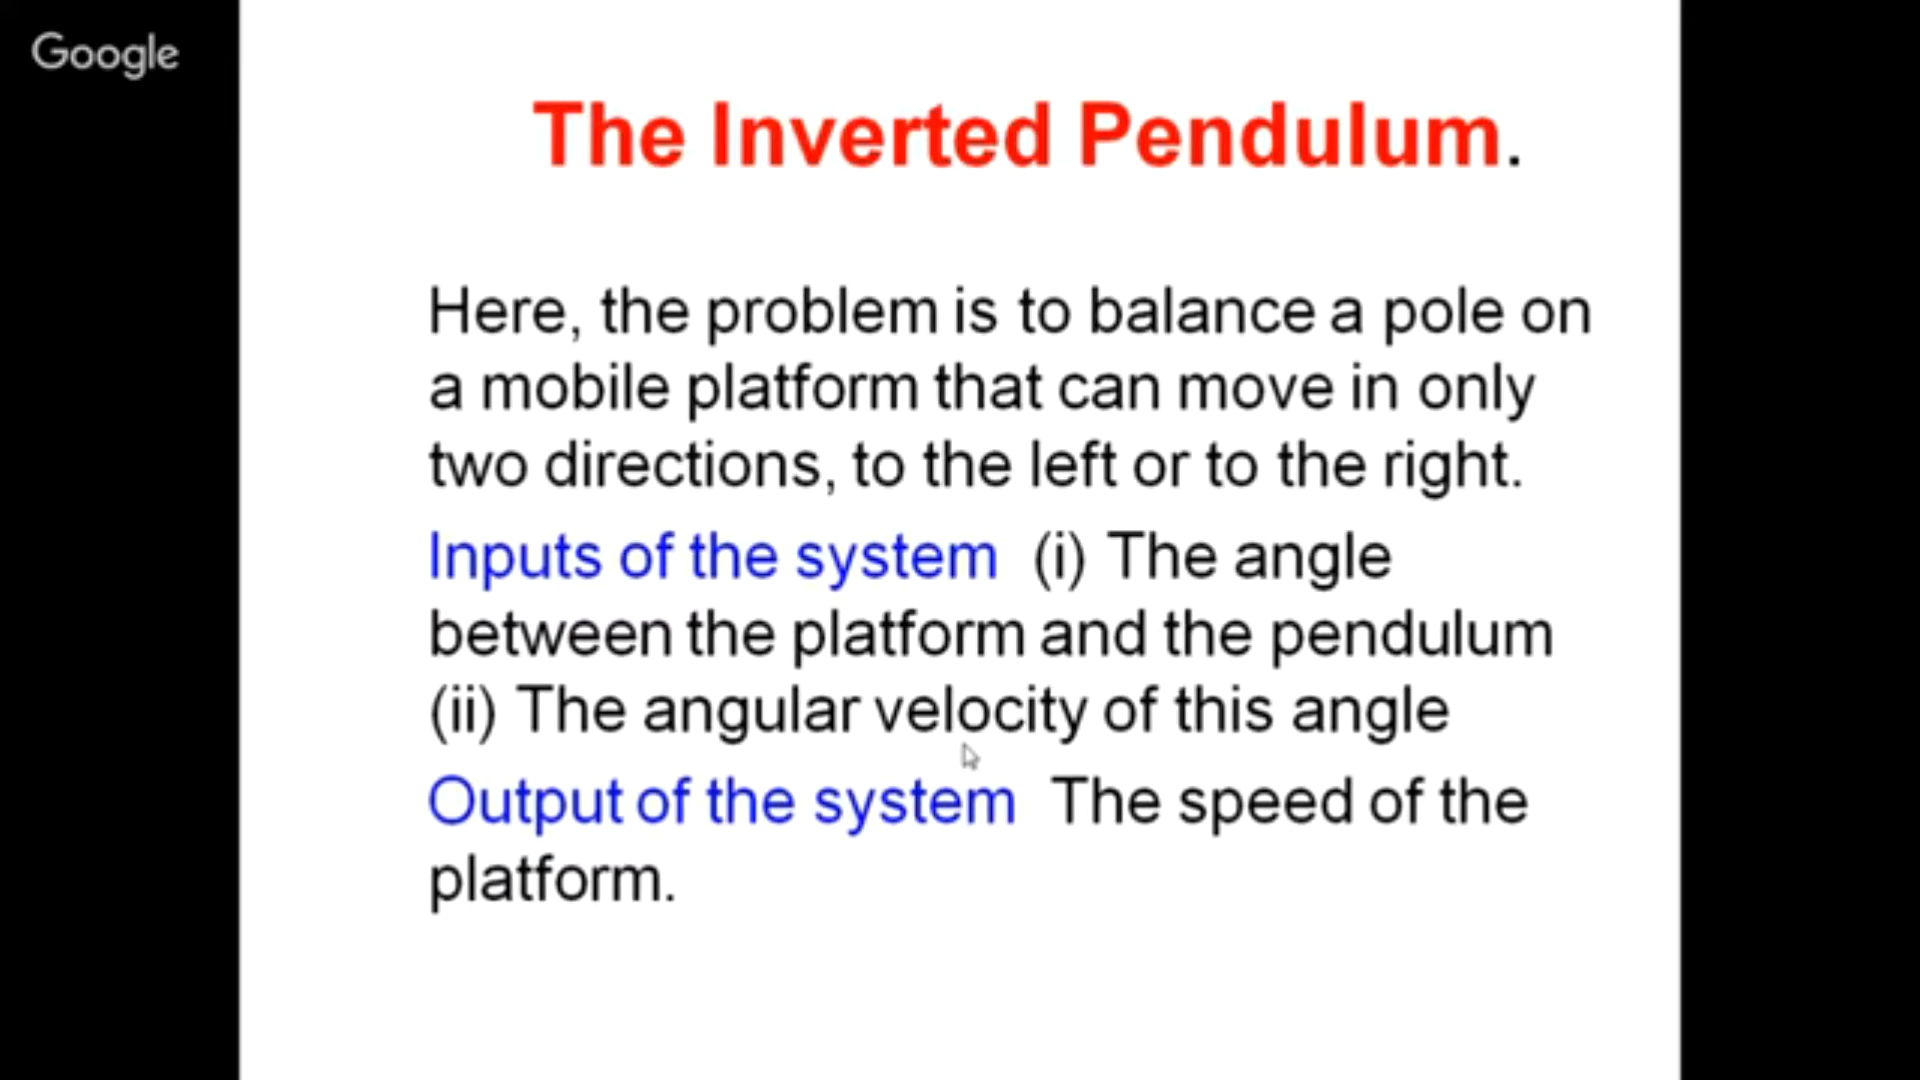 Google
The Inverted Pendulum.
Here, the problem is to balance a pole on
a mobile platform that can move in only
two directions, to the left or to the right.
Inputs of the system (i) The angle
between the platform and the pendulum
(ii) The angular velocity of this angle
Output of the system The speed of the
platform.